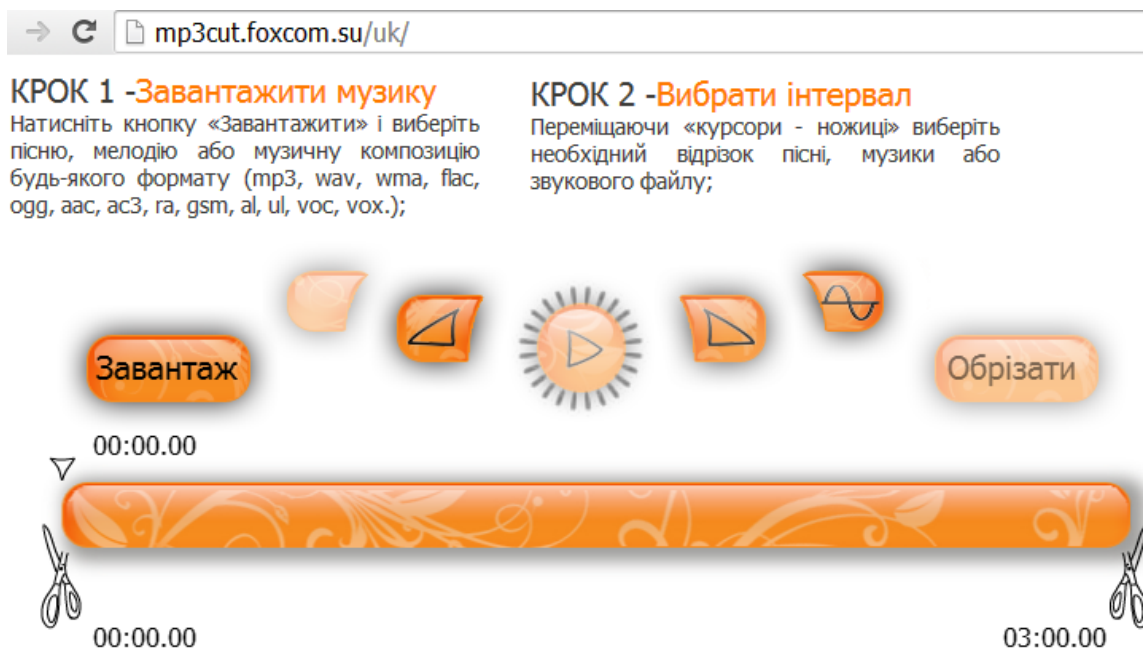 mp3cut.foxcom.su/uk/
КРОК 1 -Завантажити музику
Натисніть кнопку «Завантажити» і виберіть
пісню, мелодію або музичну композицію
будь-якого формату (mp3, wav, wma, flac,
ogg, aac, ac3, ra, gsm, al, ul, voc, vox.);
КРОК 2 -Вибрати інтервал
Переміщаючи «курсори - ножиці» виберіть
необхідний відрізок пісні, музики або
звукового файлу;
Завантаж
Обрізати
00:00.00
00:00.00
03:00.00